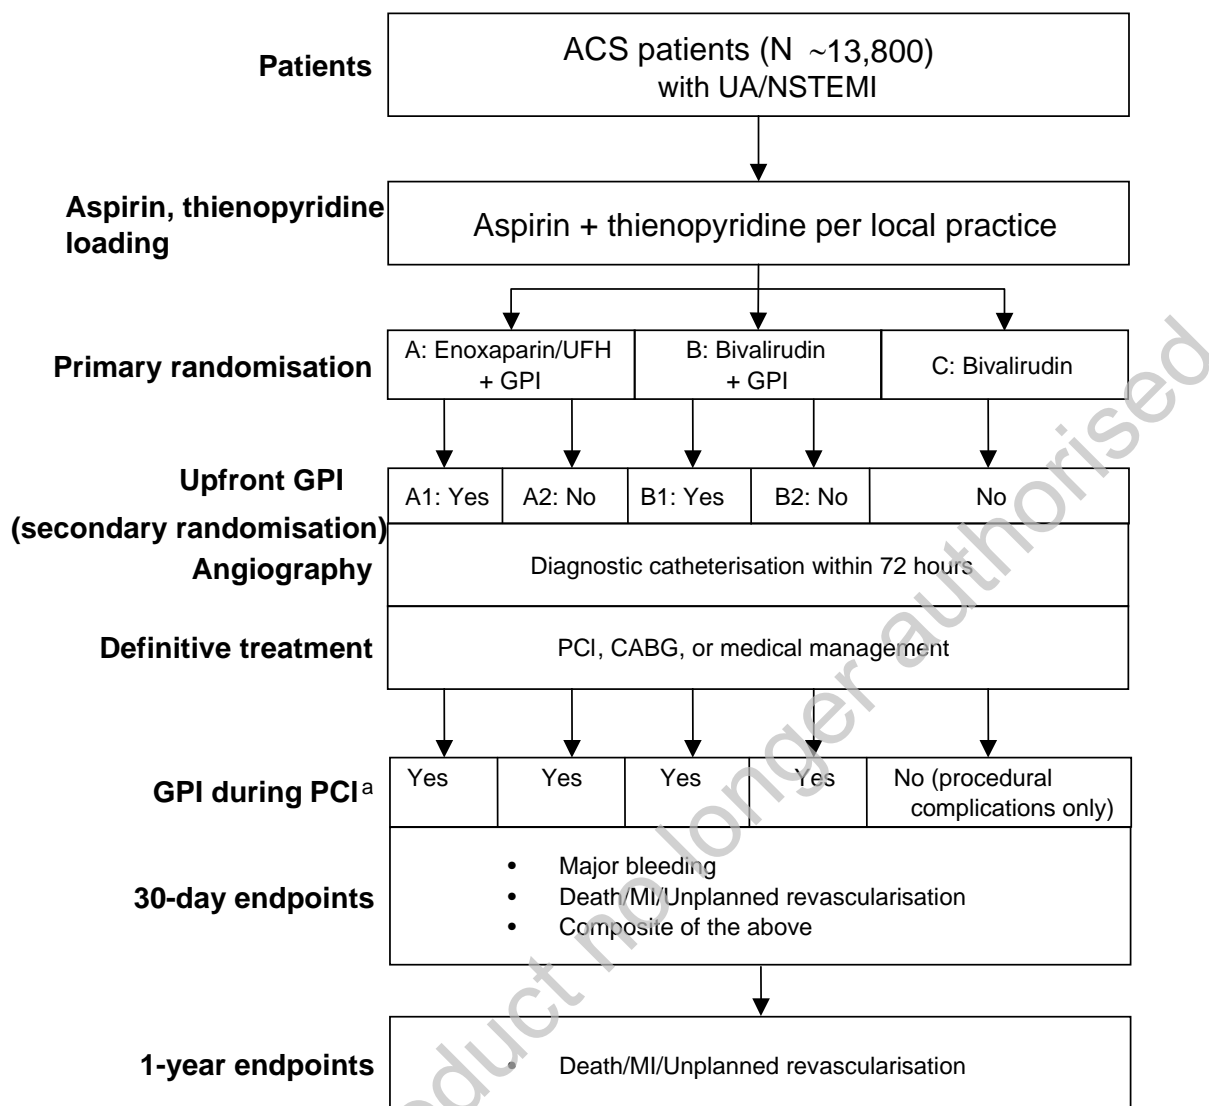 Patients
ACS patients (N ~13,800)
with UA/NSTEMI
Aspirin, thienopyridine
loading
Aspirin + thienopyridine per local practice
Primary randomisation
A: Enoxaparin/UFH
+ GPI
B: Bivalirudin
+ GPI
C: Bivalirudin
Upfront GPI
(secondary randomisation)
A1: Yes
A2: No
B1: Yes
B2: No
No
Angiography
Diagnostic catheterisation within 72 hours
Definitive treatment
PCI, CABG, or medical management
GPI during PCI a
Yes
Yes
Yes
Yes
No (procedural
complications only)
30-day endpoints
• Major bleeding
• Death/MI/Unplanned revascularisation
• Composite of the above
1-year endpoints
• Death/MI/Unplanned revascularisation
no longer authorised